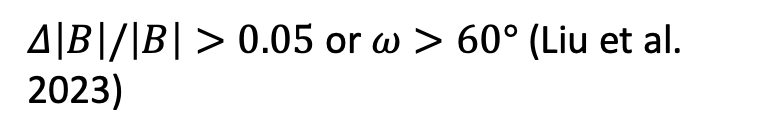 𝛥|𝐵|/|𝐵| > 0.05 or 𝜔 > 60° (Liu et al.
2023)